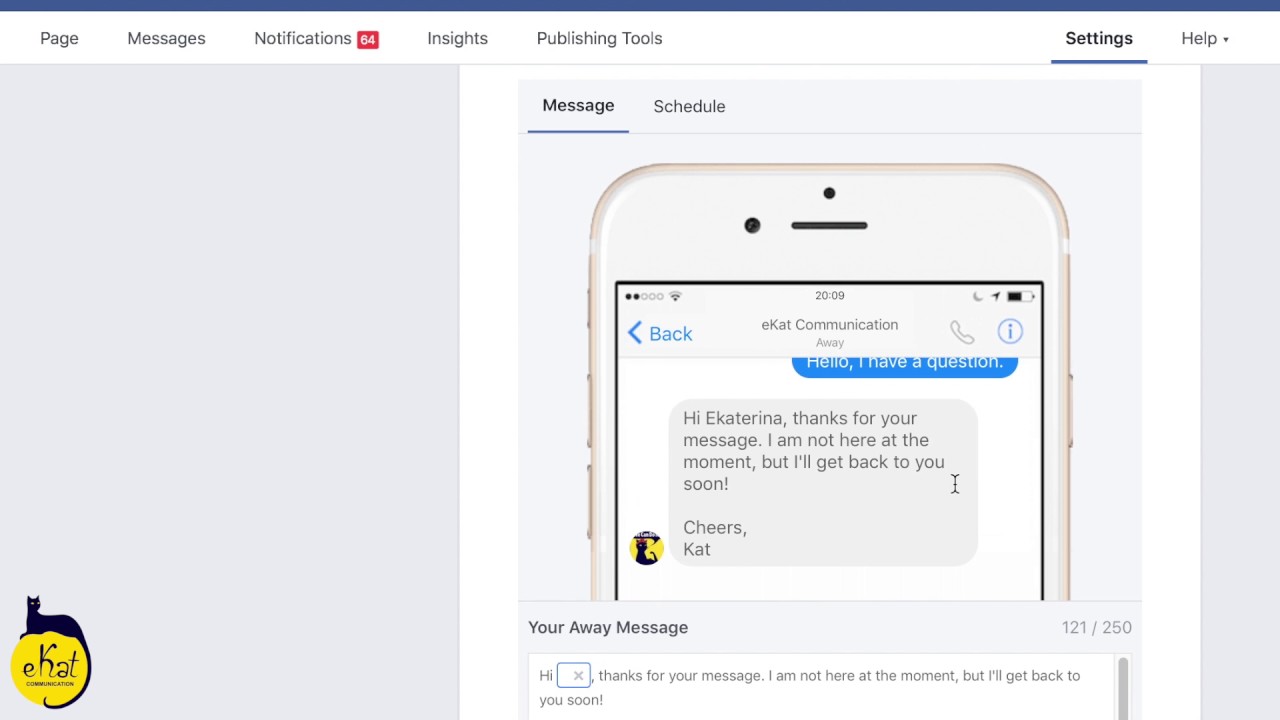 Page Messages Notifications 64 Insights Publishing Tools Settings Help
Message Schedule
20:09
Back
eKat Communication
Away
Hello, I have a question.
Hi Ekaterina, thanks for your
message. I am not here at the
moment, but I'll get back to you
soon!
Cheers,
Kat
Your Away Message 121 / 250
Hi , thanks for your message. I am not here at the moment, but I'll get back to
you soon!
eKat
COMMUNICATION